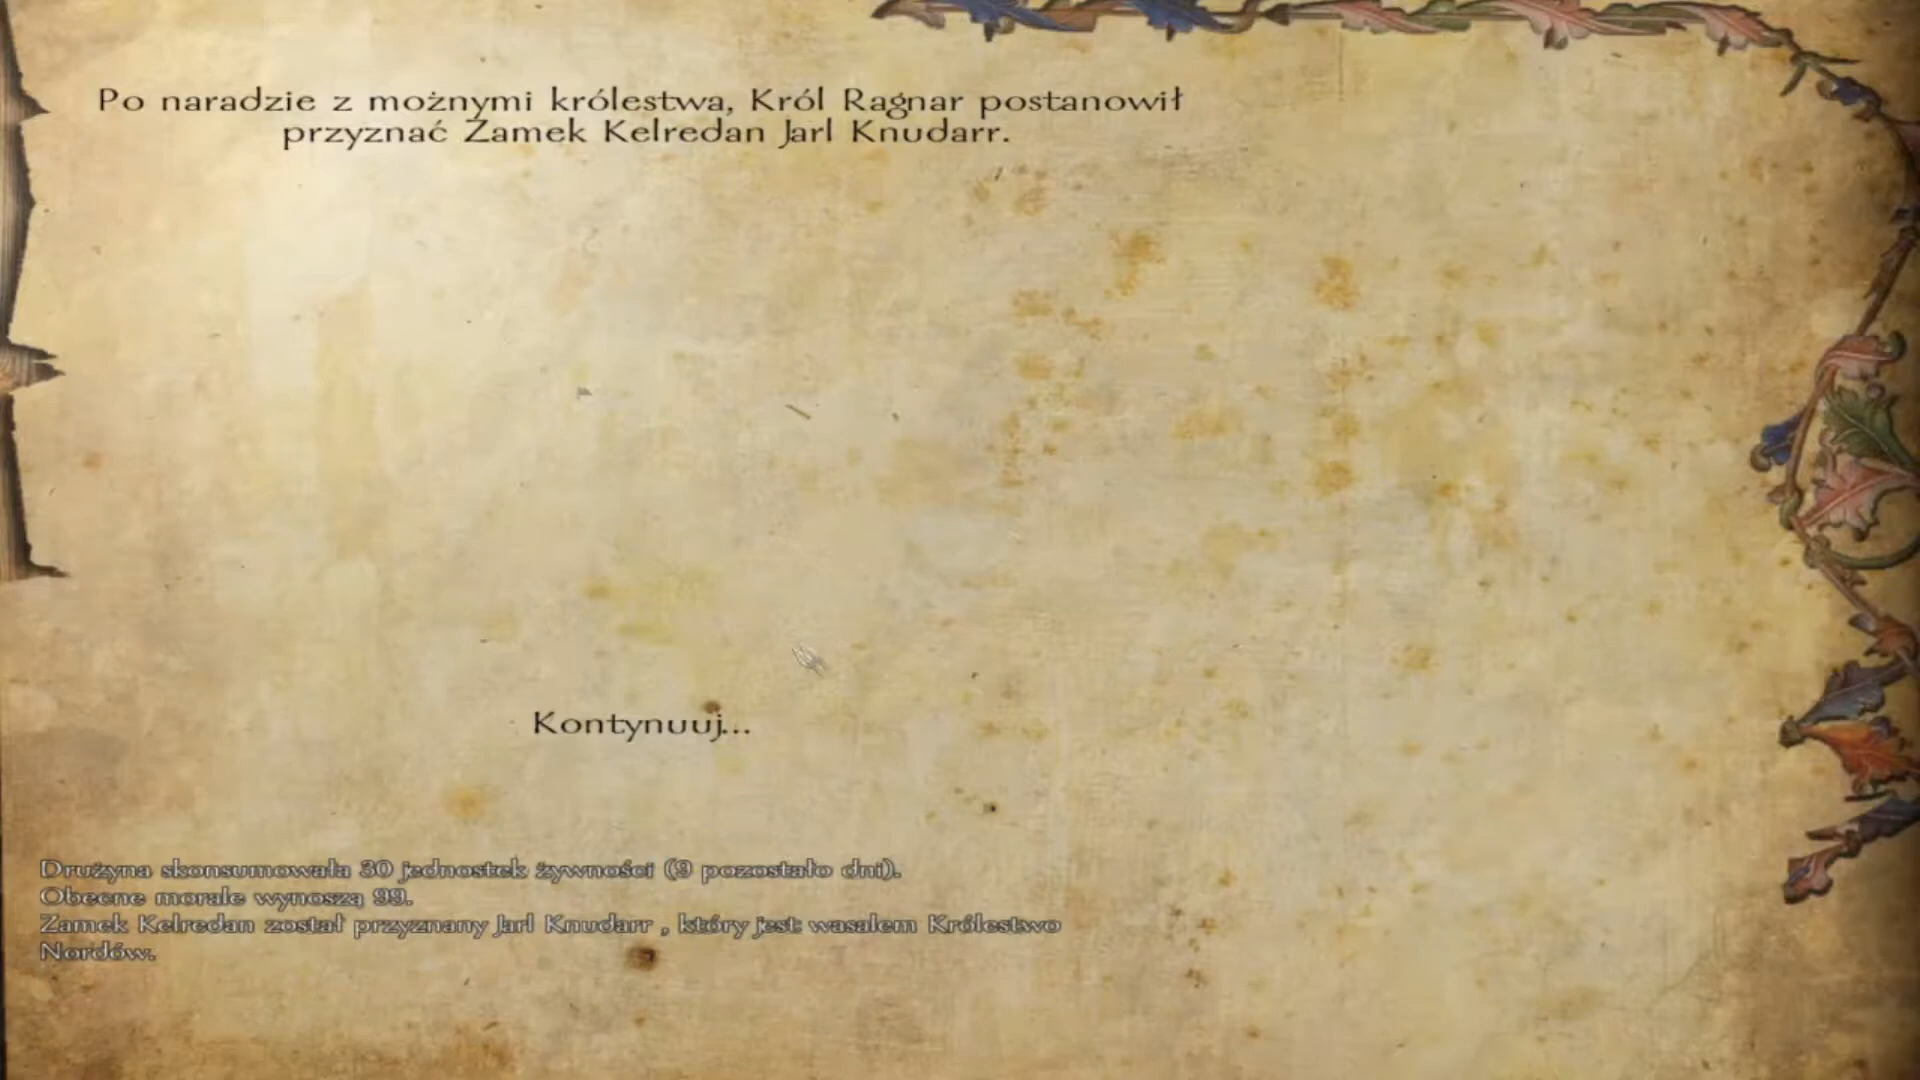 Po naradzie z możnymi królestwa, Król Ragnar postanowił
przyznać Zamek Kelredan Jarl Knudarr.
Kontynuuj...
Drużyna skonsumowała 30 jednostek żywności (9 pozostało dni).
Obecne morale wynoszą 99.
Zamek Kelredan został przyznany Jarl Knudarr , który jest wasalem Królestwo
Nordów.